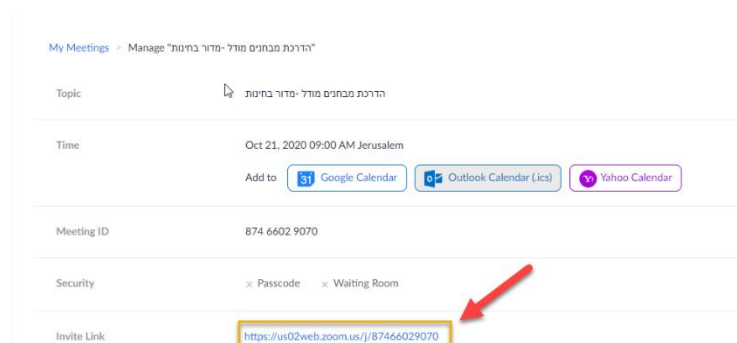 My Meetings > Manage "הדרכת מבחנים מודל -מדור בחינות"
Topic הדרכת מבחנים מודל -מדור בחינות
Time Oct 21, 2020 09:00 AM Jerusalem
Add to 31 Google Calendar Outlook Calendar (.ics) Yahoo Calendar
Meeting ID 874 6602 9070
Security × Passcode × Waiting Room
Invite Link https://us02web.zoom.us/j/87466029070